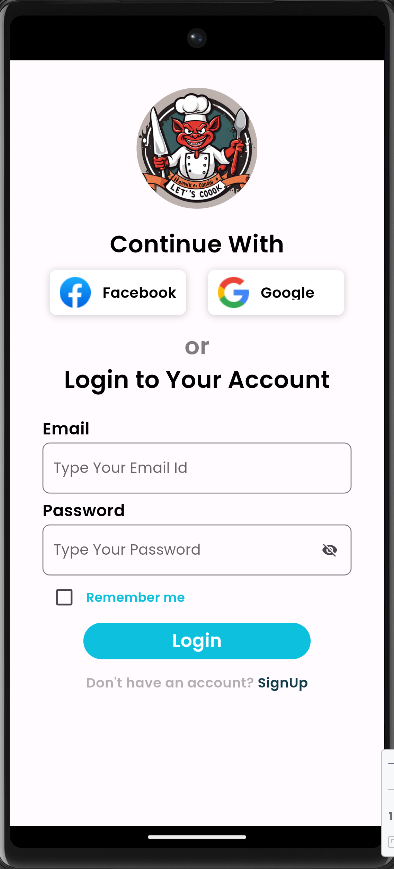 LET'S COOOK
Continue With
Facebook
Google
or
Login to Your Account
Email
Type Your Email Id
Password
Type Your Password
Remember me
Login
Don't have an account? SignUp
1